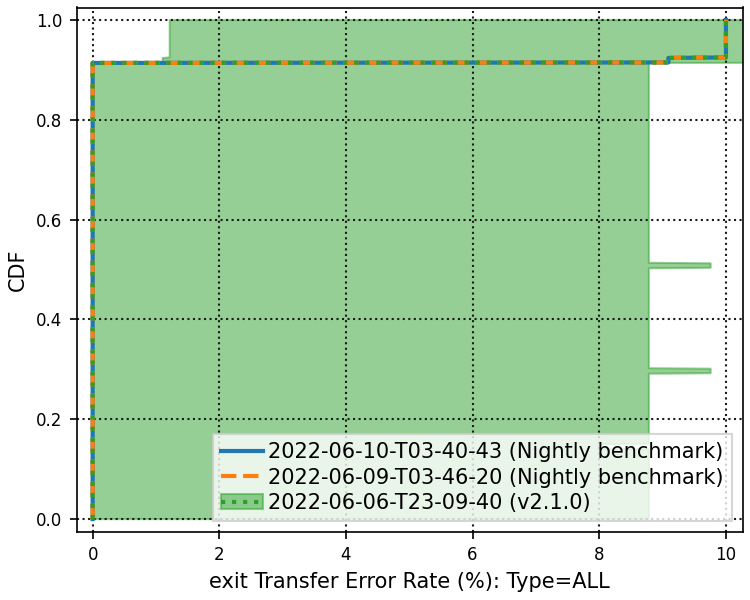 1.0
0.8
0.6
0.4
0.2
0.0
CDF
2022-06-10-T03-40-43 (Nightly benchmark)
2022-06-09-T03-46-20 (Nightly benchmark)
2022-06-06-T23-09-40 (v2.1.0)
0 2 4 6 8 10
exit Transfer Error Rate (%): Type=ALL